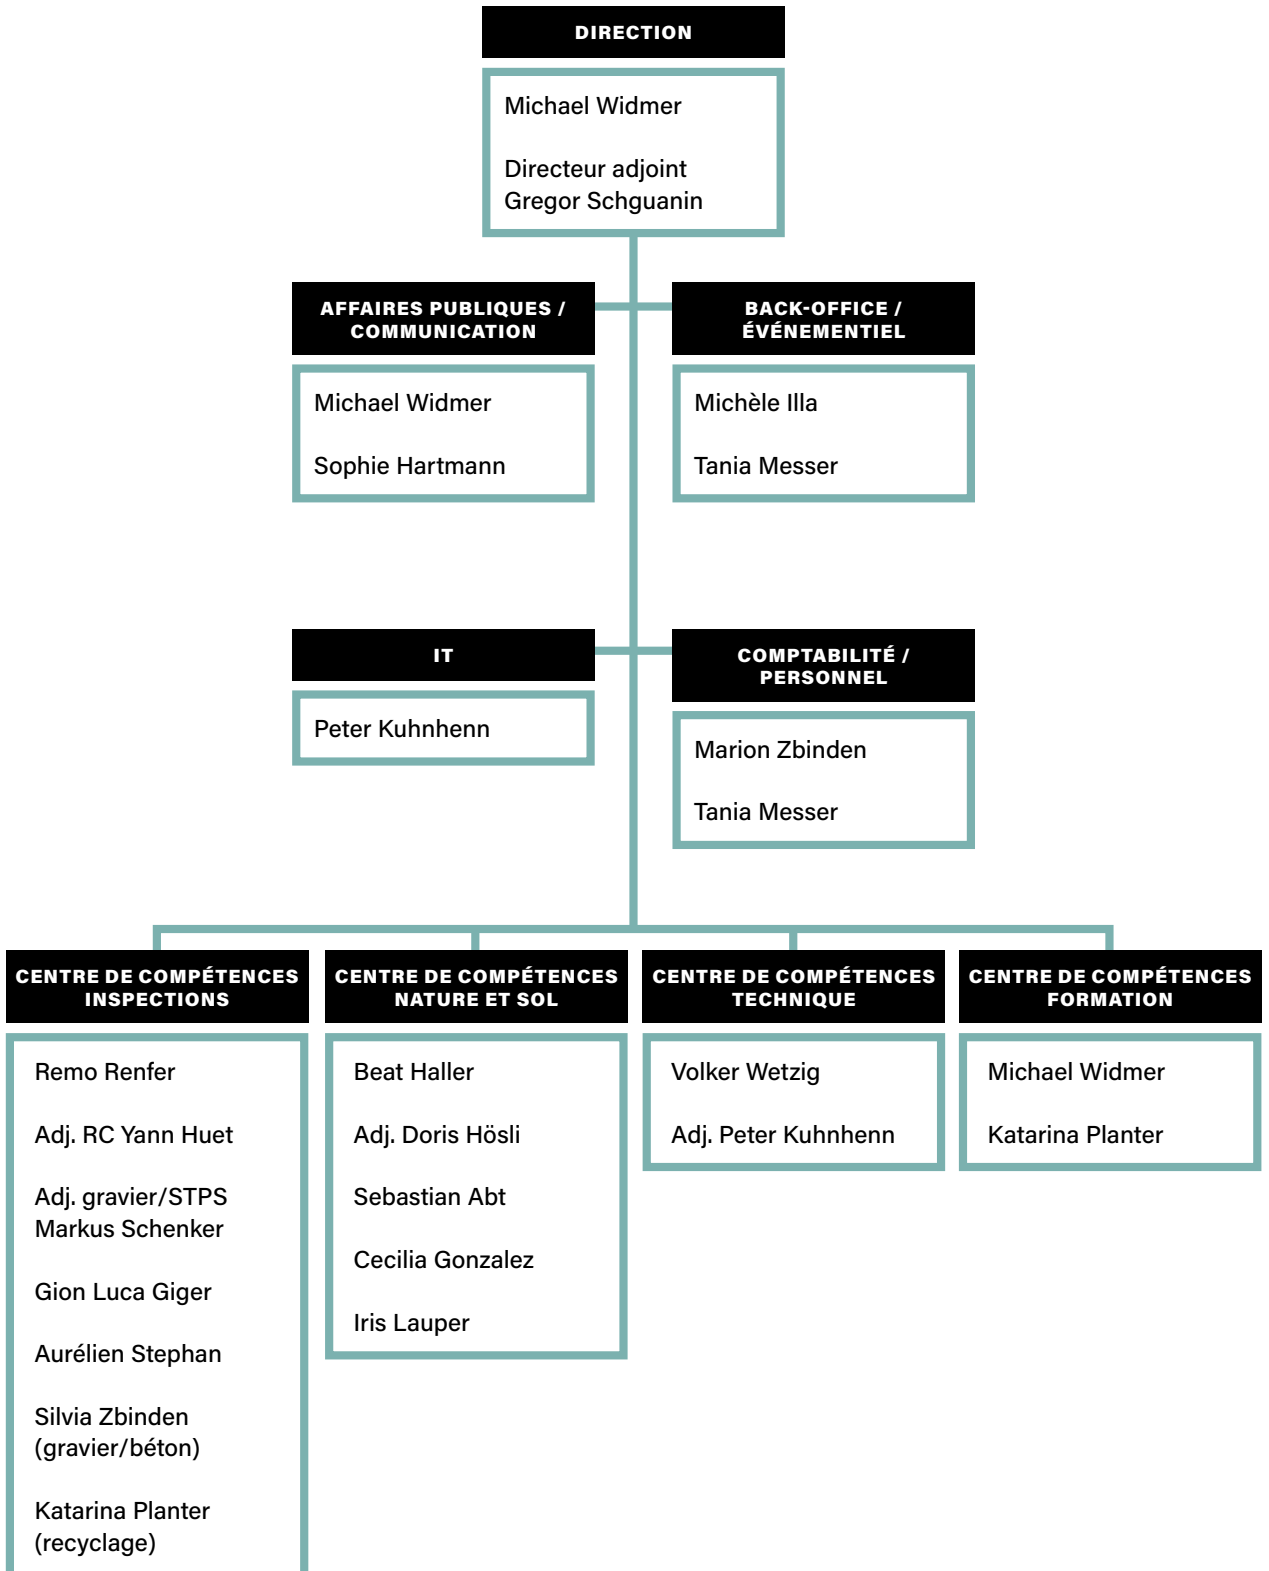 DIRECTION
Michael Widmer
Directeur adjoint
Gregor Schguanin
AFFAIRES PUBLIQUES /
COMMUNICATION
Michael Widmer
Sophie Hartmann
BACK-OFFICE /
ÉVÉNEMENTIEL
Michèle Illa
Tania Messer
IT
Peter Kuhnhenn
COMPTABILITÉ /
PERSONNEL
Marion Zbinden
Tania Messer
CENTRE DE COMPÉTENCES
INSPECTIONS
Remo Renfer
Adj. RC Yann Huet
Adj. gravier/STPS
Markus Schenker
Gion Luca Giger
Aurélien Stephan
Silvia Zbinden
(gravier/béton)
Katarina Planter
(recyclage)
CENTRE DE COMPÉTENCES
NATURE ET SOL
Beat Haller
Adj. Doris Hösli
Sebastian Abt
Cecilia Gonzalez
Iris Lauper
CENTRE DE COMPÉTENCES
TECHNIQUE
Volker Wetzig
Adj. Peter Kuhnhenn
CENTRE DE COMPÉTENCES
FORMATION
Michael Widmer
Katarina Planter